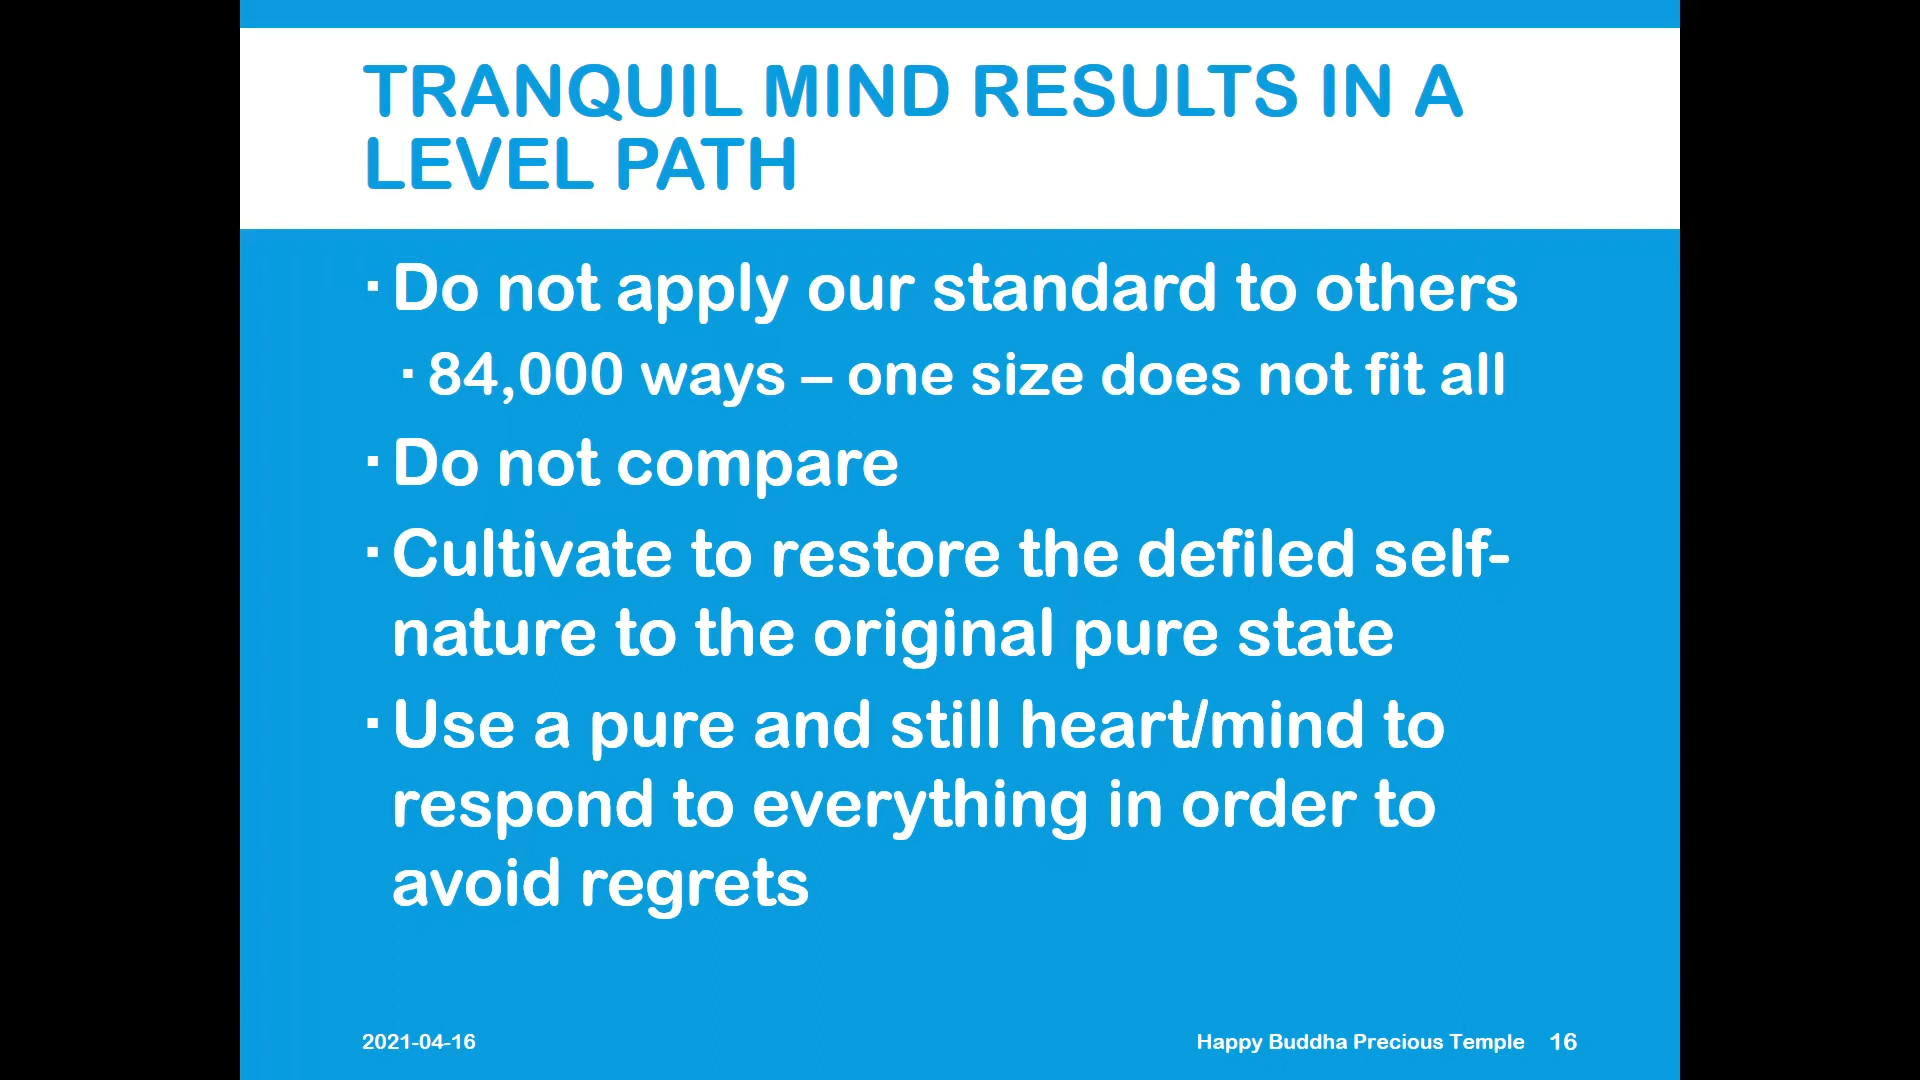 TRANQUIL MIND RESULTS IN A
LEVEL PATH
▪ Do not apply our standard to others
▪ 84,000 ways – one size does not fit all
▪ Do not compare
▪ Cultivate to restore the defiled self-
nature to the original pure state
▪ Use a pure and still heart/mind to
respond to everything in order to
avoid regrets
2021-04-16
Happy Buddha Precious Temple 16